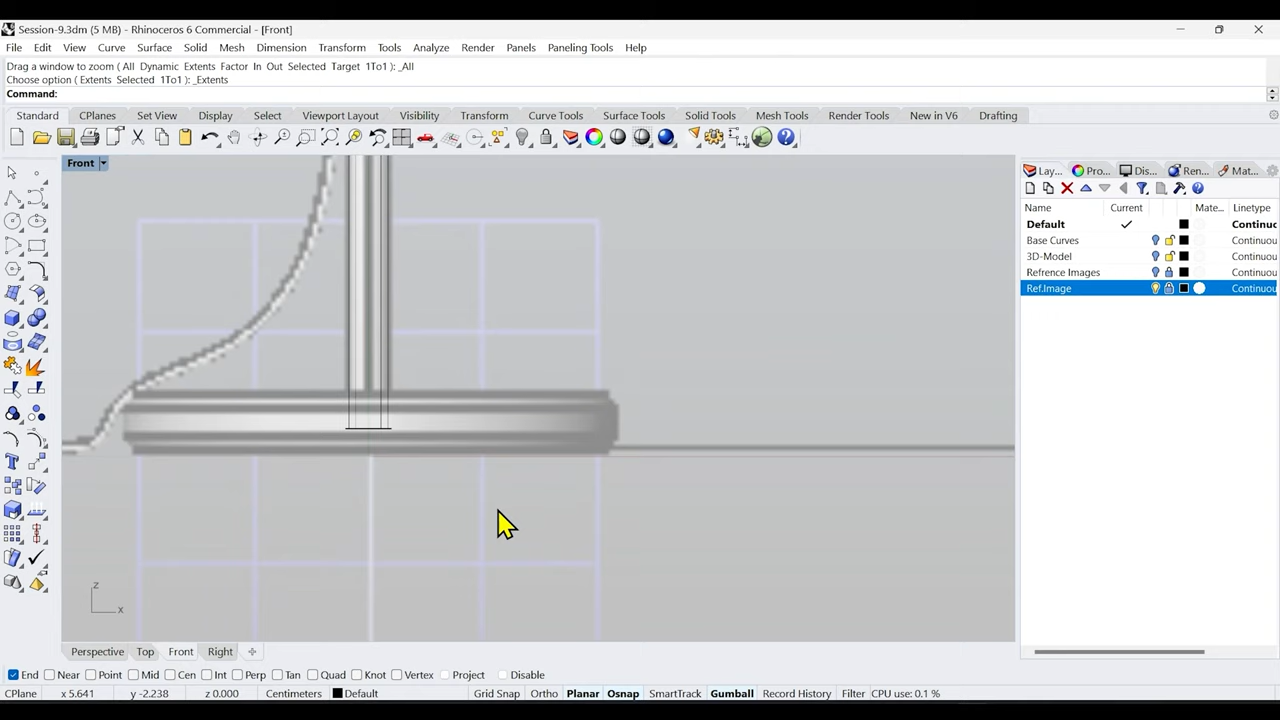 Session-9.3dm (5 MB) - Rhinoceros 6 Commercial - [Front]
File Edit View Curve Surface Solid Mesh Dimension Transform Tools Analyze Render Panels Paneling Tools Help
Drag a window to zoom ( All Dynamic Extents Factor In Out Selected Target 1To1 ): _All
Choose option ( Extents Selected 1To1 ): _Extents
Command:
Standard CPlanes Set View Display Select Viewport Layout Visibility Transform Curve Tools Surface Tools Solid Tools Mesh Tools Render Tools New in V6 Drafting
Front
Lay... Pro... Dis... Ren... Mat...
Name Current Mate... Linetype
Default Continuc
Base Curves Continuou
3D-Model Continuou
Refrence Images Continuou
Ref.Image Continuou
z
x
Perspective Top Front Right
End Near Point Mid Cen Int Perp Tan Quad Knot Vertex Project Disable
CPlane x 5.641 y -2.238 z 0.000 Centimeters Default Grid Snap Ortho Planar Osnap SmartTrack Gumball Record History Filter CPU use: 0.1 %